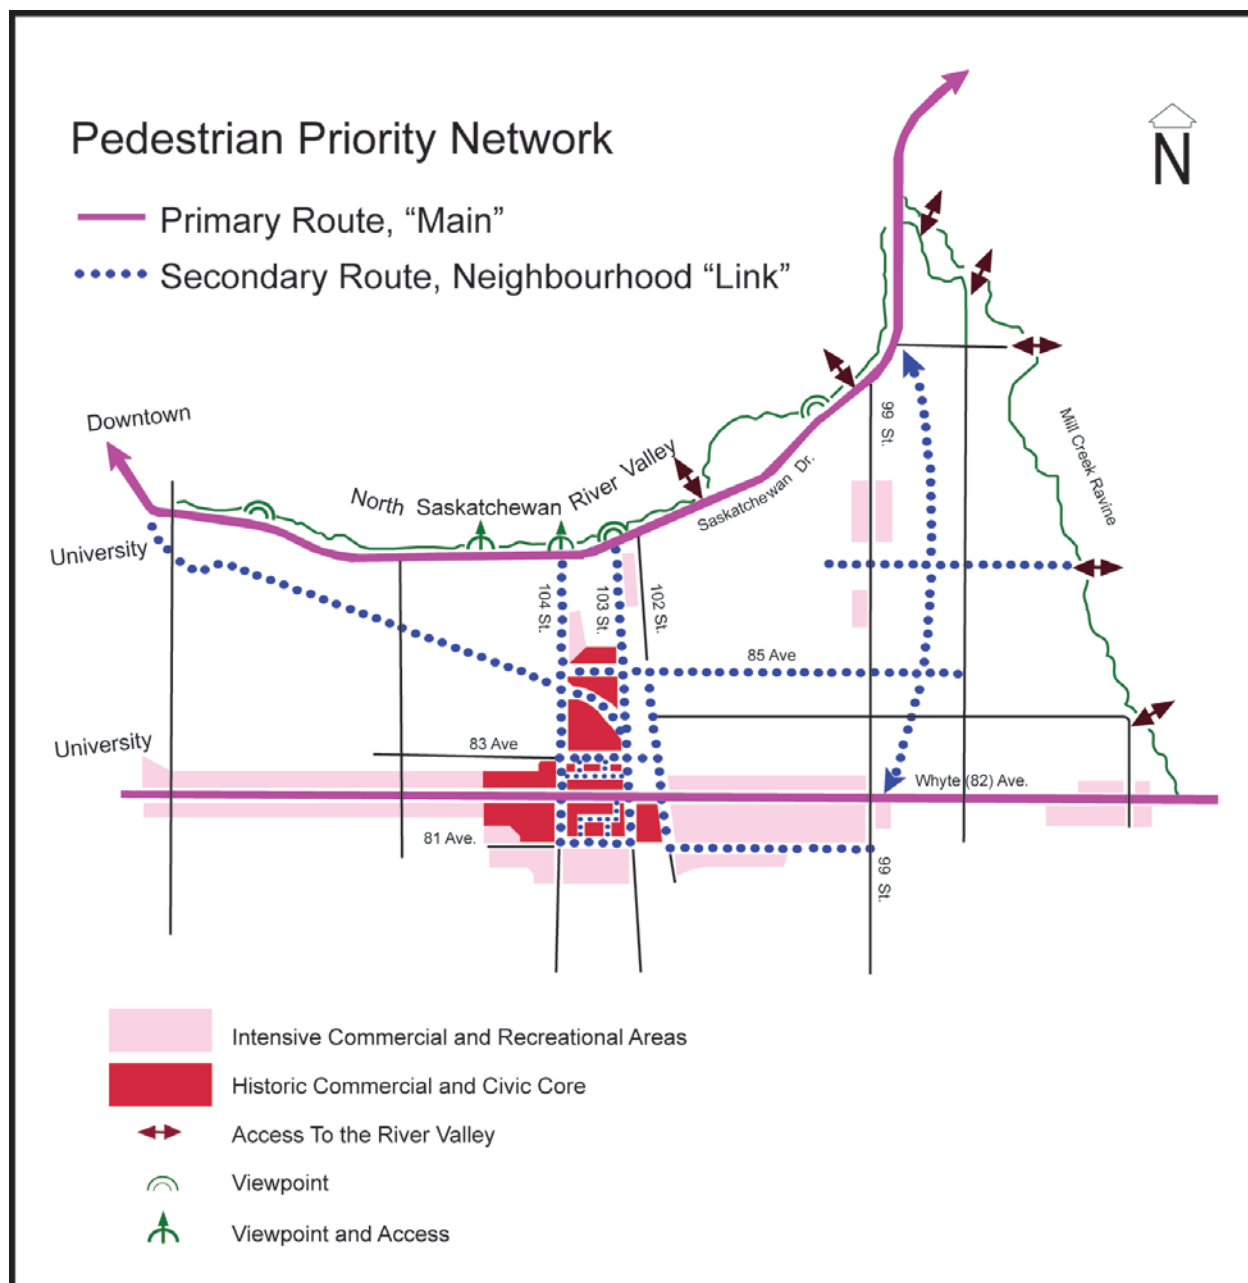 Pedestrian Priority Network
N
Primary Route, “Main”
Secondary Route, Neighbourhood “Link”
Downtown
North Saskatchewan River Valley
Saskatchewan Dr.
99 St.
Mill Creek Ravine
University
104 St.
103 St.
102 St.
85 Ave
University
83 Ave
Whyte (82) Ave.
81 Ave.
99 St.
Intensive Commercial and Recreational Areas
Historic Commercial and Civic Core
Access To the River Valley
Viewpoint
Viewpoint and Access